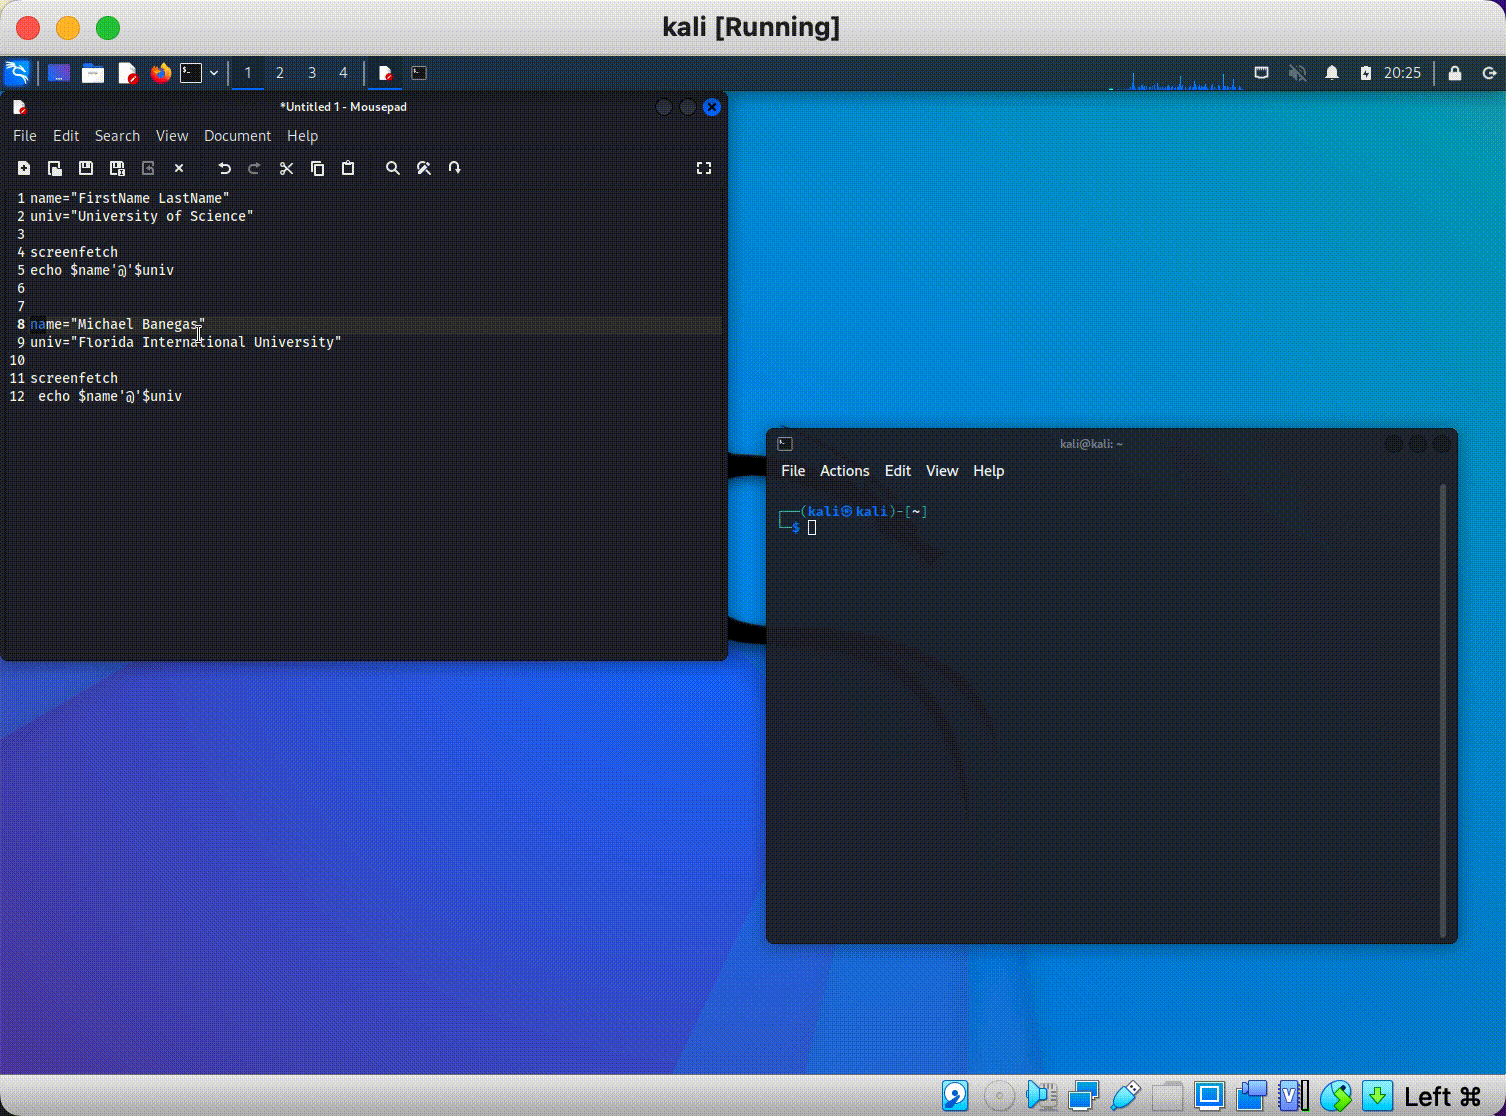 kali [Running]
1 2 3 4 20:25
*Untitled 1 - Mousepad
File Edit Search View Document Help
1 name="FirstName LastName"
2 univ="University of Science"
3
4 screenfetch
5 echo $name'@'$univ
6
7
8 name="Michael Banegas"
9 univ="Florida International University"
10
11 screenfetch
12 echo $name'@'$univ
kali@kali: ~
File Actions Edit View Help
(kali㉿kali)-[~]
$
Left ⌘